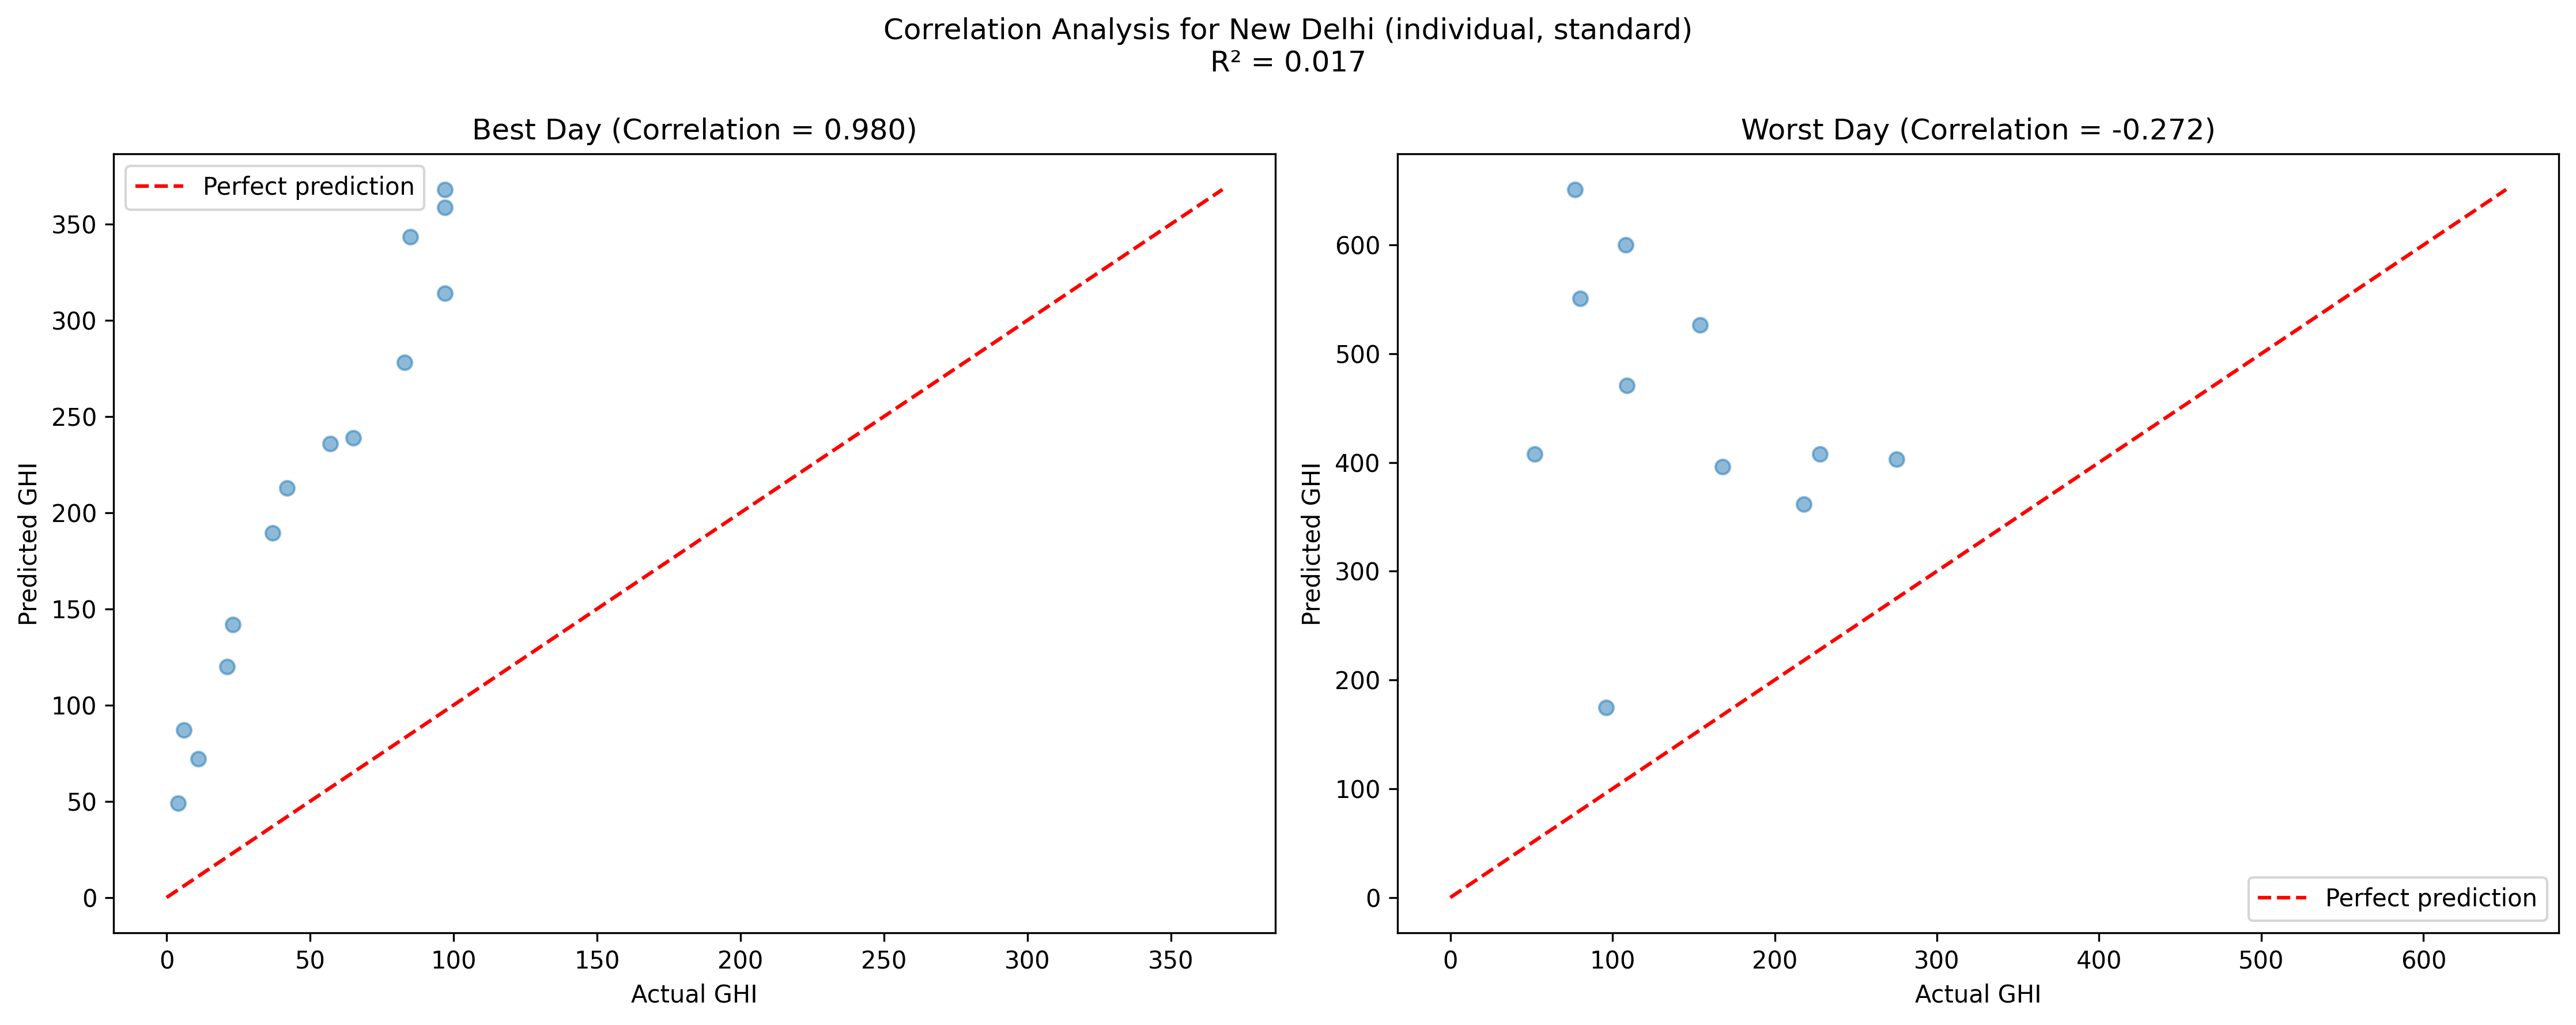 Correlation Analysis for New Delhi (individual, standard)
R² = 0.017
Best Day (Correlation = 0.980)
Perfect prediction
350
300
250
200
150
100
50
0
Predicted GHI
0 50 100 150 200 250 300 350
Actual GHI
Worst Day (Correlation = -0.272)
600
500
400
300
200
100
0
Predicted GHI
Perfect prediction
0 100 200 300 400 500 600
Actual GHI